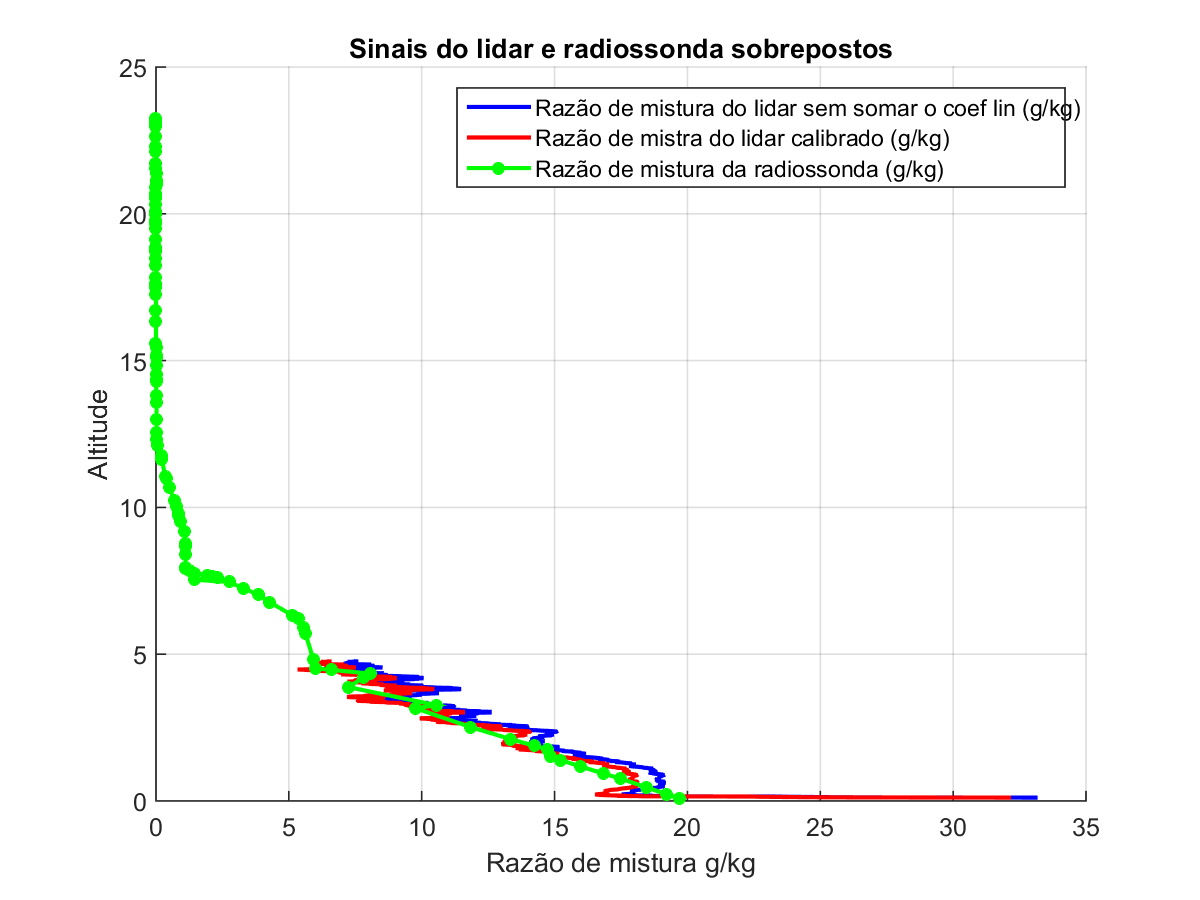 Sinais do lidar e radiossonda sobrepostos
25
Razão de mistura do lidar sem somar o coef lin (g/kg)
Razão de mistra do lidar calibrado (g/kg)
Razão de mistura da radiossonda (g/kg)
20
15
Altitude
10
5
0
0 5 10 15 20 25 30 35
Razão de mistura g/kg